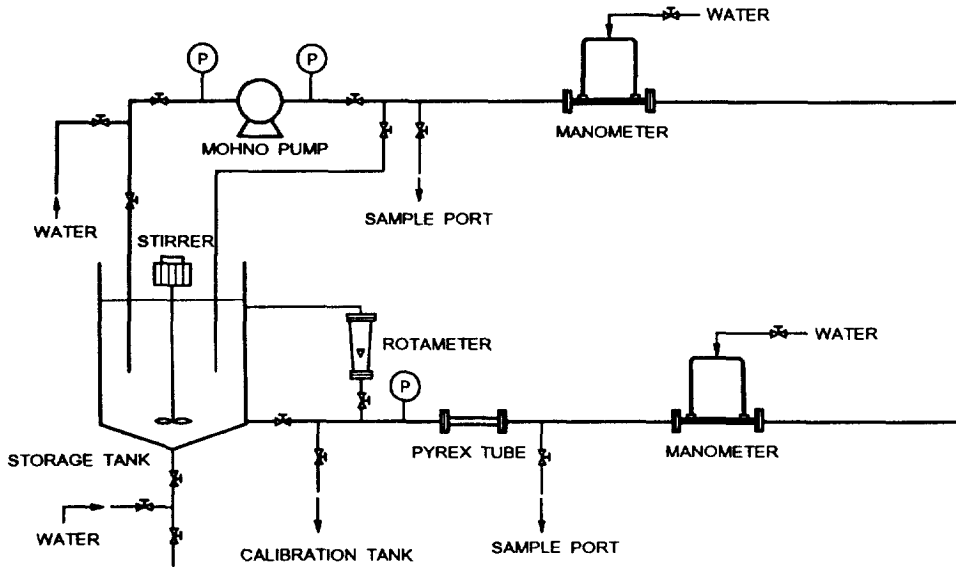 WATER
P
P
MOHNO PUMP
MANOMETER
SAMPLE PORT
WATER
STIRRER
WATER
ROTAMETER
P
STORAGE TANK
PYREX TUBE
MANOMETER
WATER
CALIBRATION TANK
SAMPLE PORT